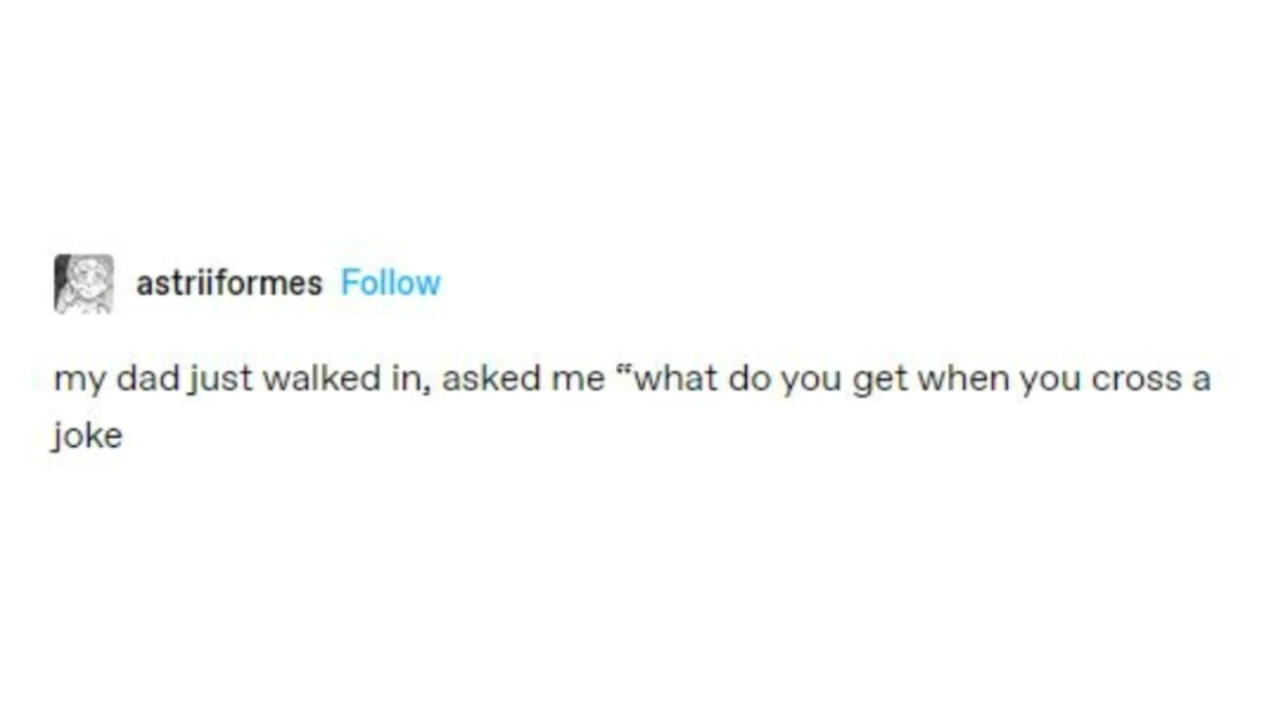 astriiformes Follow
my dad just walked in, asked me “what do you get when you cross a
joke